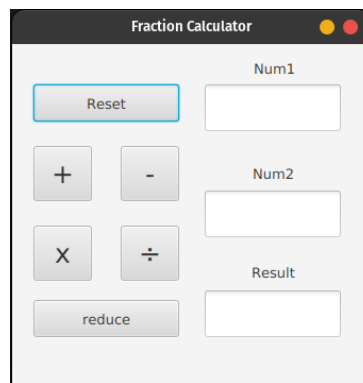 Fraction Calculator
Num1
Reset
+ -
Num2
x ÷
Result
reduce